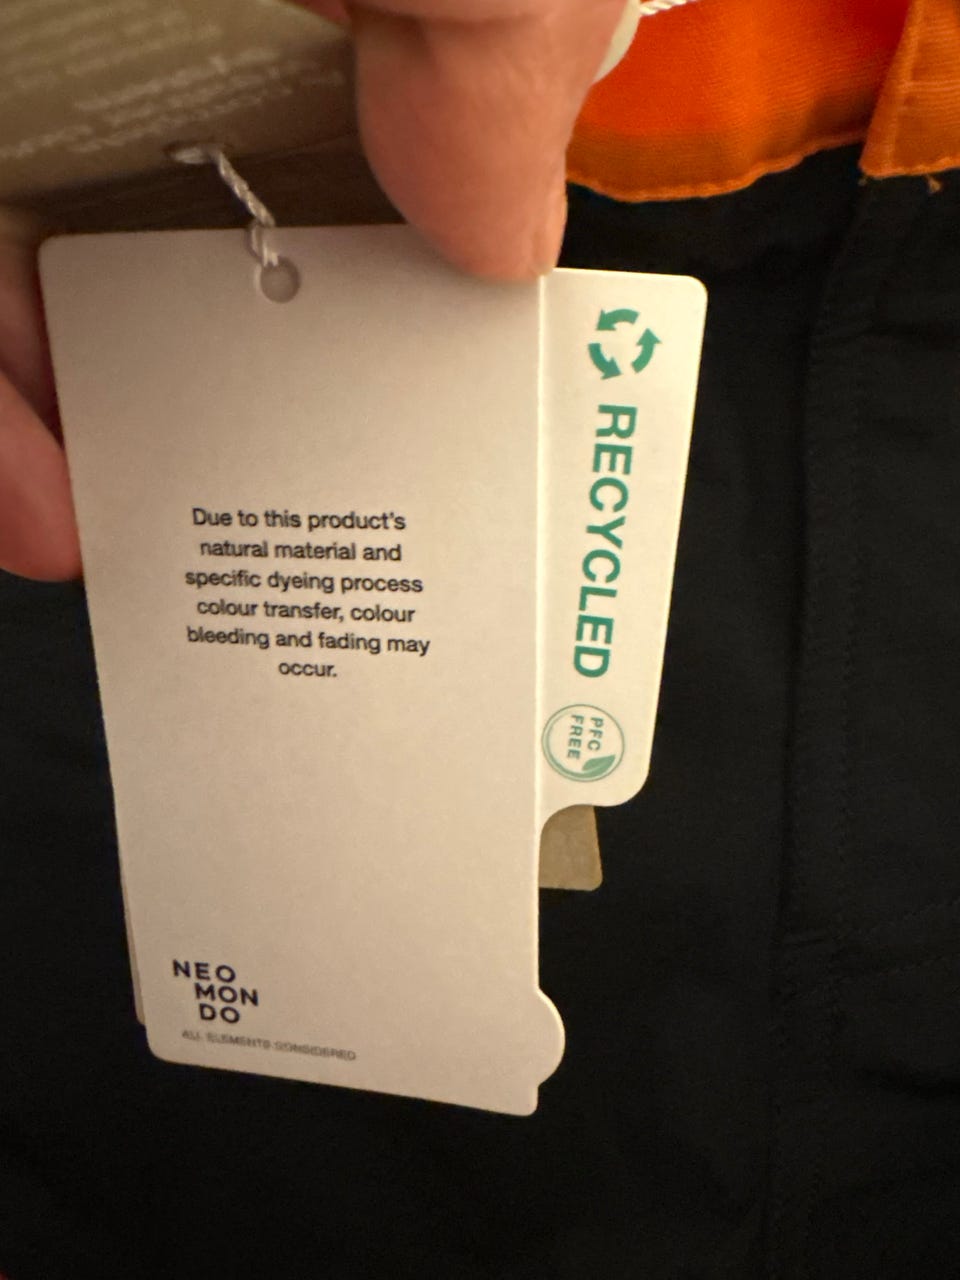 Due to this product's
natural material and
specific dyeing process
colour transfer, colour
bleeding and fading may
occur.
NEO
MON
DO
ALL ELEMENTS CONSIDERED
RECYCLED
PFC
FREE